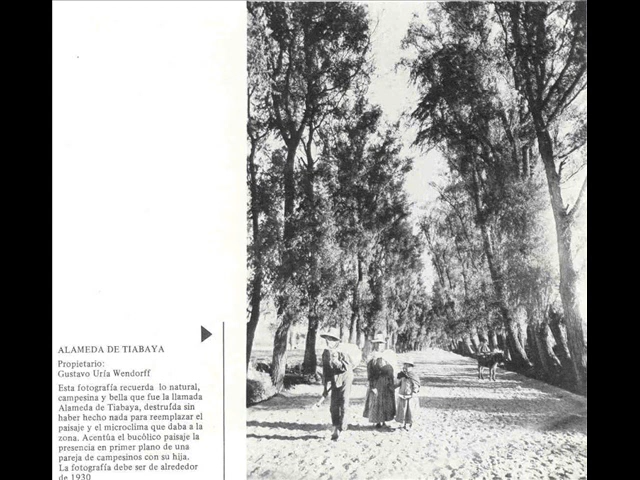 ALAMEDA DE TIABAYA
Propietario:
Gustavo Uría Wendorff
Esta fotografía recuerda lo natural,
campesina y bella que fue la llamada
Alameda de Tiabaya, destruída sin
haber hecho nada para reemplazar el
paisaje y el microclima que daba a la
zona. Acentúa el bucólico paisaje la
presencia en primer plano de una
pareja de campesinos con su hija.
La fotografía debe ser de alrededor
de 1930